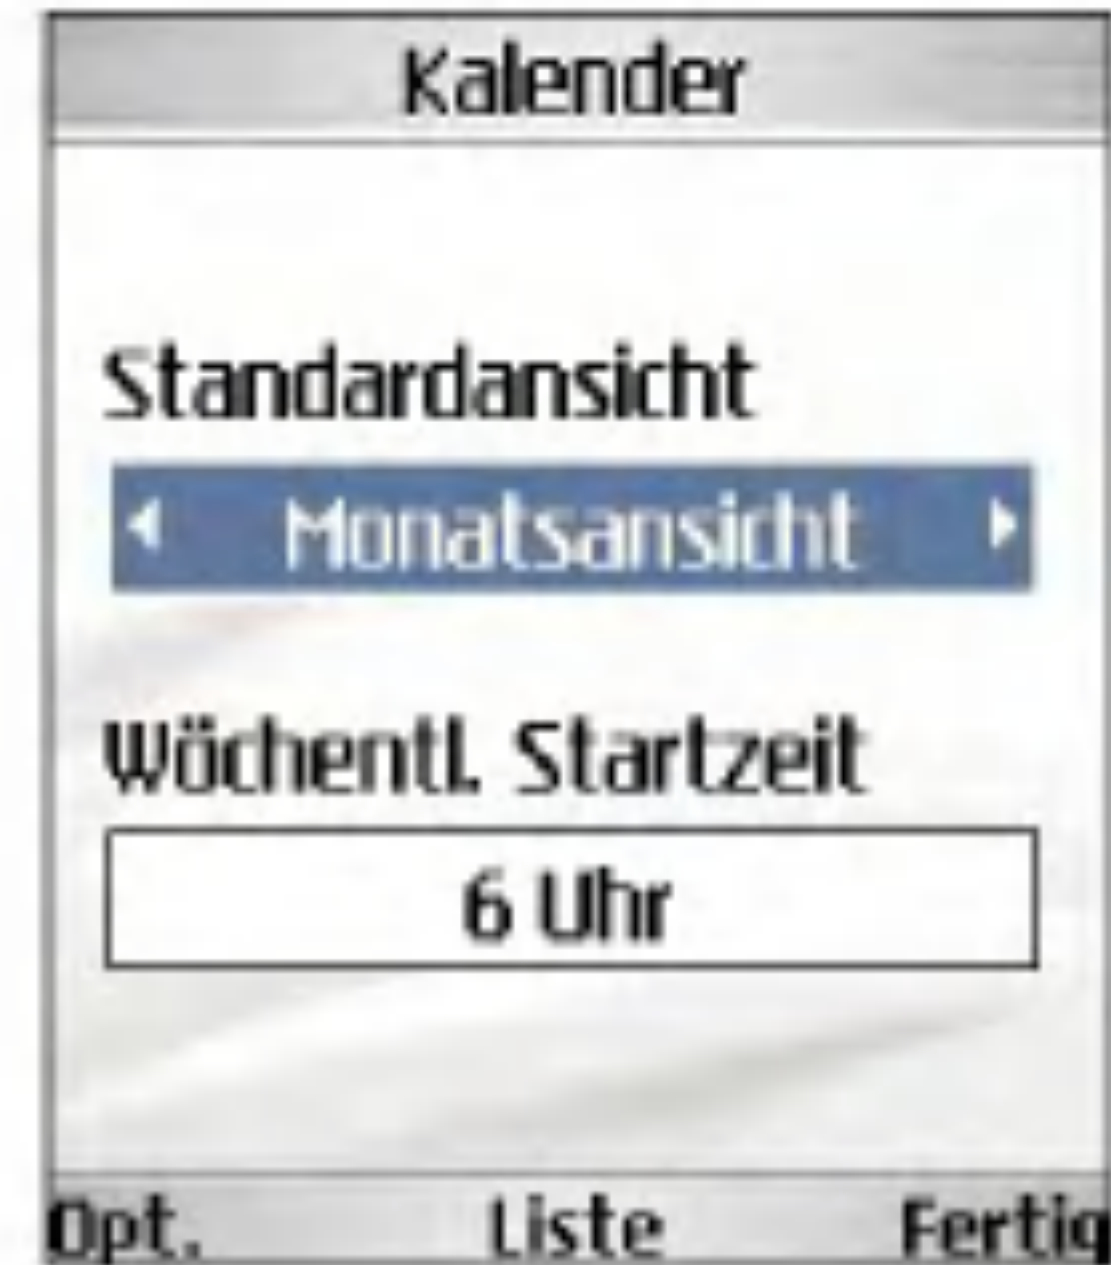 Kalender
Standardansicht
Monatsansicht
Wöchentl. Startzeit
6 Uhr
Opt. Liste Fertig